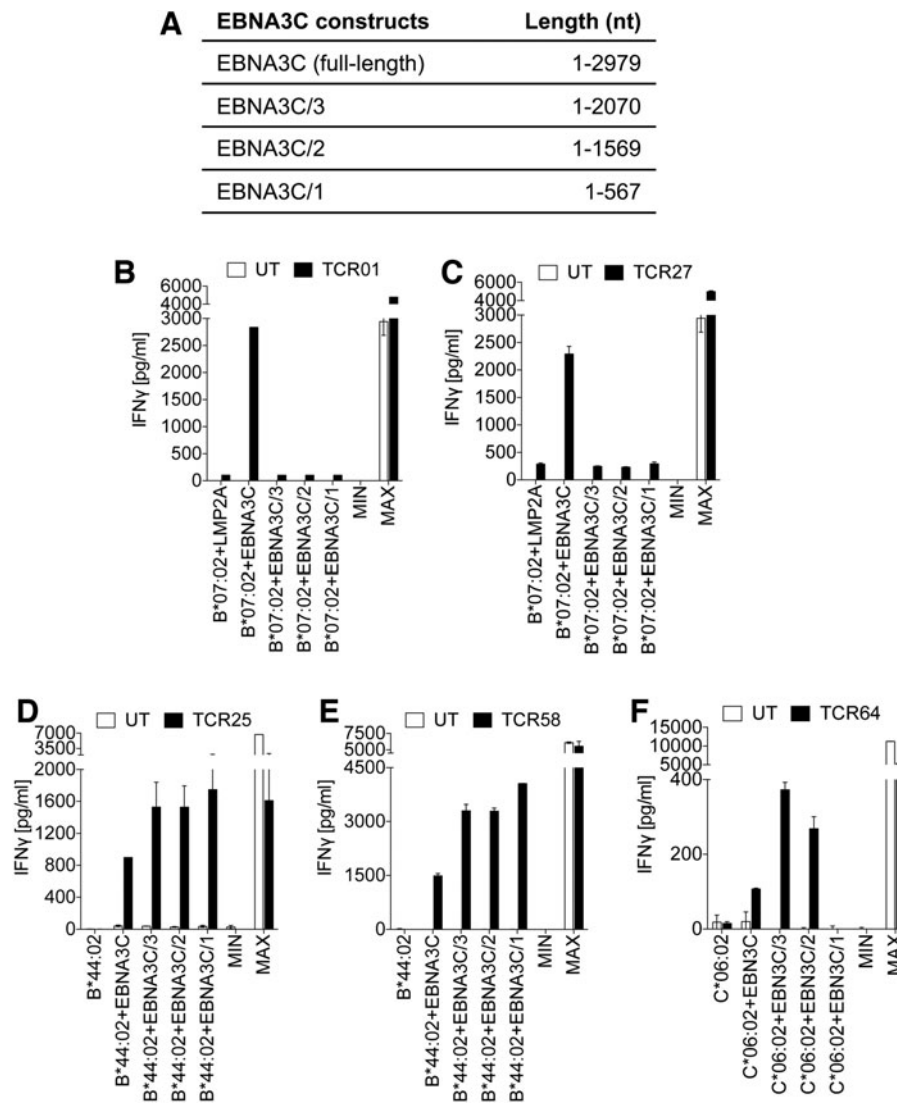 A
EBNA3C constructs Length (nt)
EBNA3C (full-length) 1-2979
EBNA3C/3 1-2070
EBNA3C/2 1-1569
EBNA3C/1 1-567
B
UT TCR01
IFNγ [pg/ml]
6000
4000
3000
2500
2000
1500
1000
500
0
B*07:02+LMP2A
B*07:02+EBNA3C
B*07:02+EBNA3C/3
B*07:02+EBNA3C/2
B*07:02+EBNA3C/1
MIN
MAX
C
UT TCR27
IFNγ [pg/ml]
6000
4000
3000
2500
2000
1500
1000
500
0
B*07:02+LMP2A
B*07:02+EBNA3C
B*07:02+EBNA3C/3
B*07:02+EBNA3C/2
B*07:02+EBNA3C/1
MIN
MAX
D
UT TCR25
IFNγ [pg/ml]
7000
3500
2000
1600
1200
800
400
0
B*44:02
B*44:02+EBNA3C
B*44:02+EBNA3C/3
B*44:02+EBNA3C/2
B*44:02+EBNA3C/1
MIN
MAX
E
UT TCR58
IFNγ [pg/ml]
7500
5000
4500
3000
1500
0
B*44:02
B*44:02+EBNA3C
B*44:02+EBNA3C/3
B*44:02+EBNA3C/2
B*44:02+EBNA3C/1
MIN
MAX
F
UT TCR64
IFNγ [pg/ml]
15000
10000
5000
400
200
0
C*06:02
C*06:02+EBN3C
C*06:02+EBN3C/3
C*06:02+EBN3C/2
C*06:02+EBN3C/1
MIN
MAX